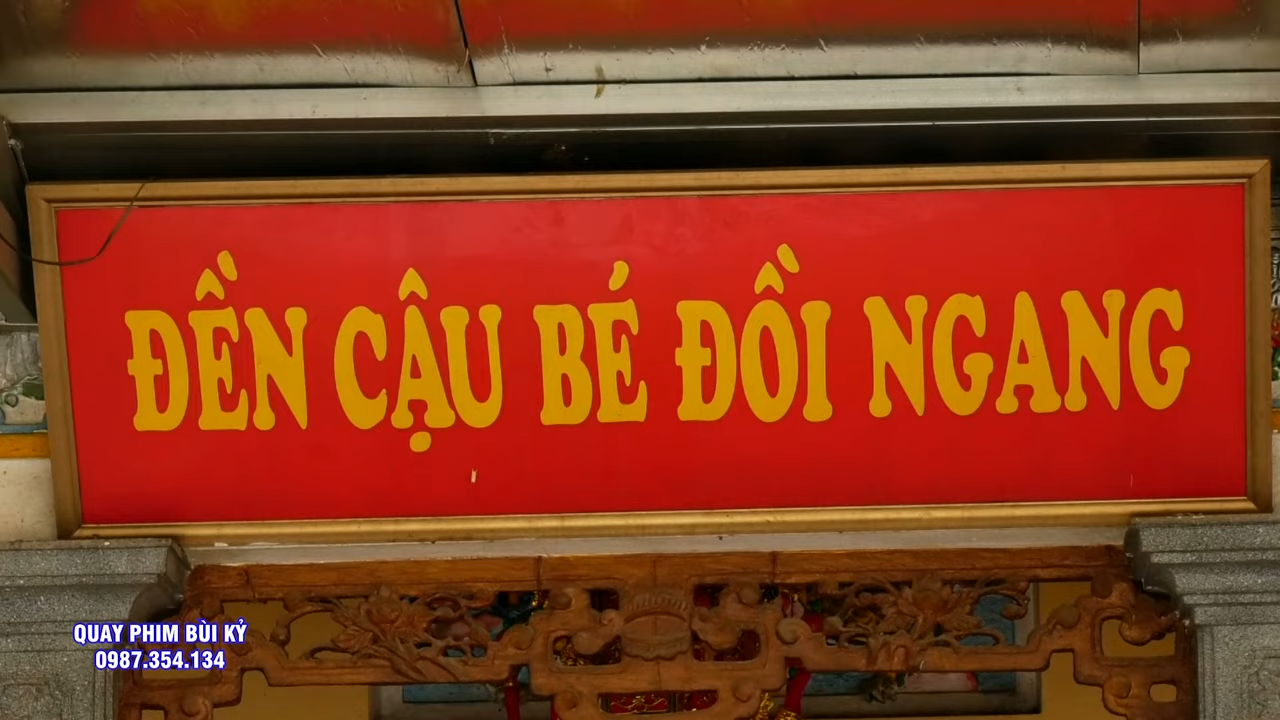 ĐỀN CẬU BÉ ĐỒI NGANG
QUAY PHIM BÙI KỶ
0987.354.134